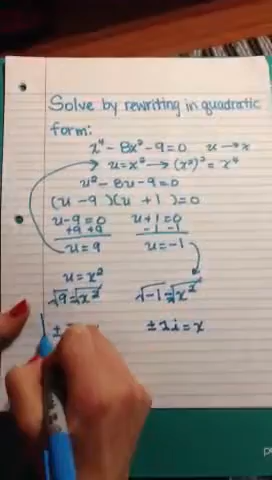 Solve by rewriting in quadratic
form:
x⁴ - 8x² - 9 = 0 u → x
u = x² → (x²)² = x⁴
u² - 8u - 9 = 0
(u - 9)(u + 1) = 0
u - 9 = 0 u + 1 = 0
+9 +9 -1 -1
u = 9 u = -1
u = x²
√9 = √x² √-1 = √x²
± i = x